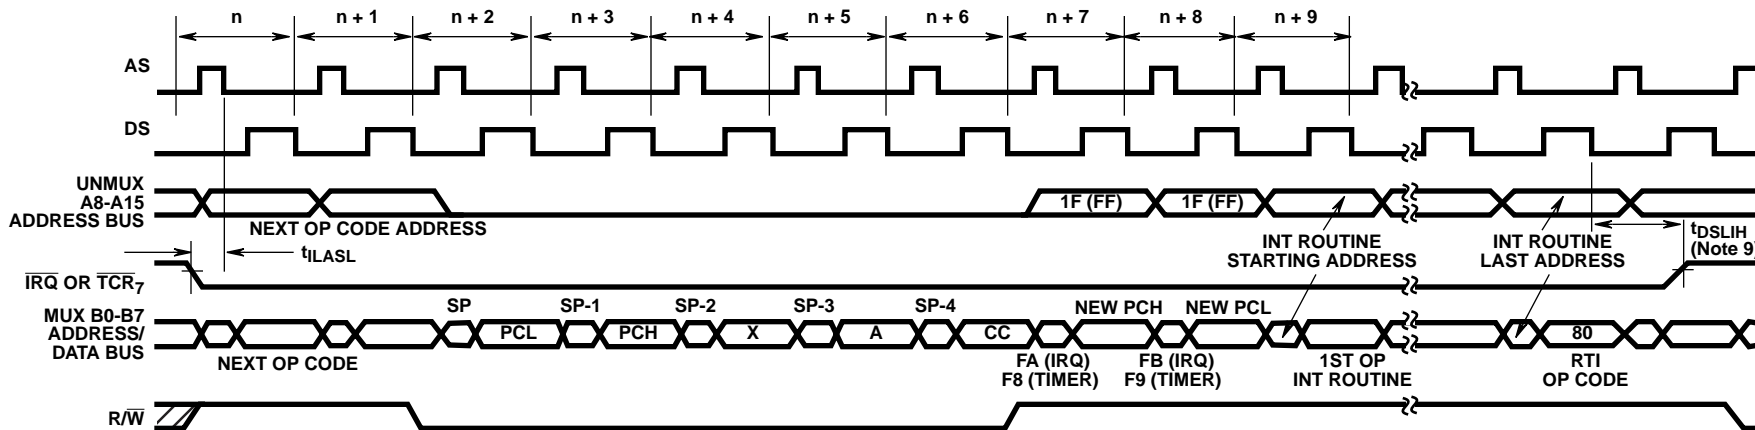 n n + 1 n + 2 n + 3 n + 4 n + 5 n + 6 n + 7 n + 8 n + 9
AS
DS
UNMUX
A8-A15
ADDRESS BUS
1F (FF) 1F (FF)
NEXT OP CODE ADDRESS
tILASL
INT ROUTINE
STARTING ADDRESS
INT ROUTINE
LAST ADDRESS
tDSLIH
(Note 9)
IRQ OR TCR7
SP SP-1 SP-2 SP-3 SP-4 NEW PCH NEW PCL
MUX B0-B7
ADDRESS/
DATA BUS
PCL PCH X A CC 80
NEXT OP CODE
FA (IRQ)
F8 (TIMER)
FB (IRQ)
F9 (TIMER)
1ST OP
INT ROUTINE
RTI
OP CODE
R/W